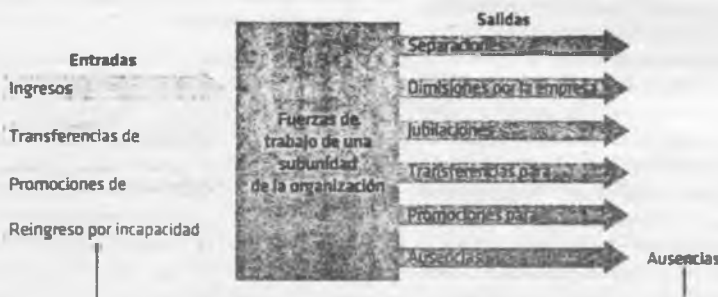 Entradas
Ingresos
Transferencias de
Promociones de
Reingreso por incapacidad
Fuerzas de
trabajo de una
subunidad
de la organización
Salidas
Separaciones
Dimisiones por la empresa
Jubilaciones
Transferencias para
Promociones para
Ausencias
Ausencias